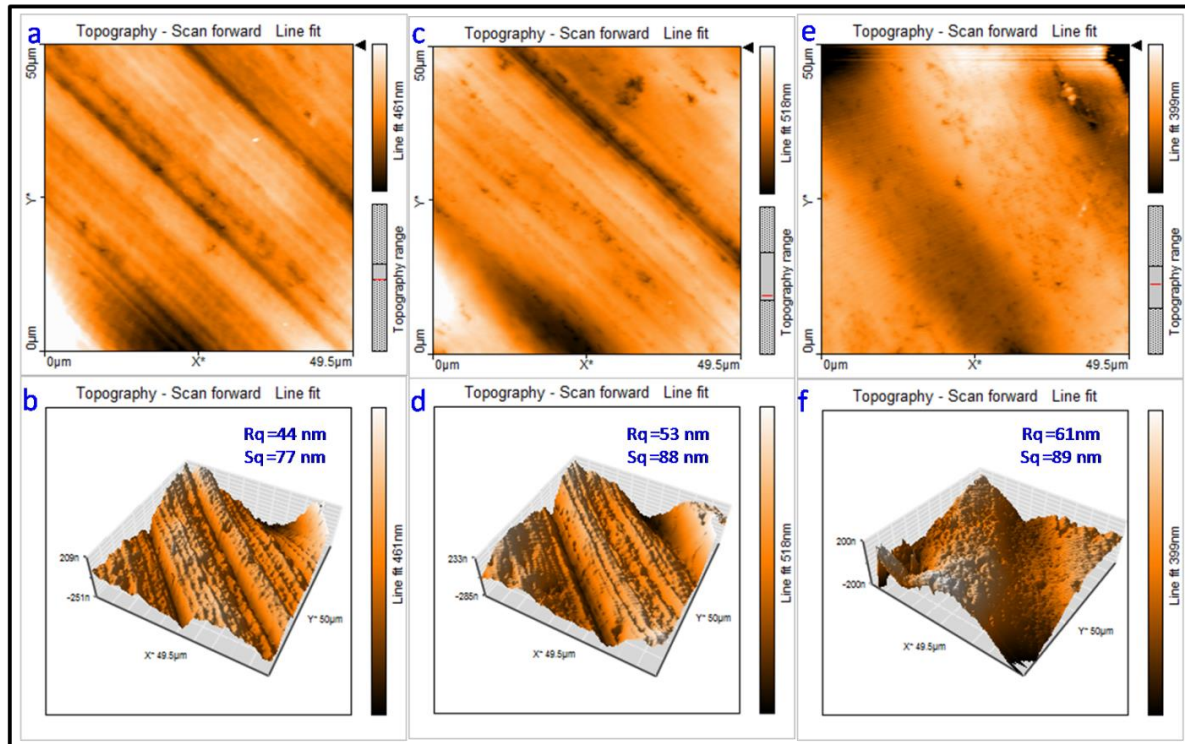 a
Topography - Scan forward Line fit
50µm
Y*
0µm
0µm
X*
49.5µm
Line fit 461nm
Topography range
c
Topography - Scan forward Line fit
50µm
Y*
0µm
0µm
X*
49.5µm
Line fit 518nm
Topography range
e
Topography - Scan forward Line fit
50µm
Y*
0µm
0µm
X*
49.5µm
Line fit 399nm
Topography range
b
Topography - Scan forward Line fit
Rq=44 nm
Sq=77 nm
209n
-251n
X* 49.5µm
Y* 50µm
Line fit 461nm
d
Topography - Scan forward Line fit
Rq=53 nm
Sq=88 nm
233n
-285n
X* 49.5µm
Y* 50µm
Line fit 518nm
f
Topography - Scan forward Line fit
Rq=61nm
Sq=89 nm
200n
-200n
X* 49.5µm
Y* 50µm
Line fit 399nm